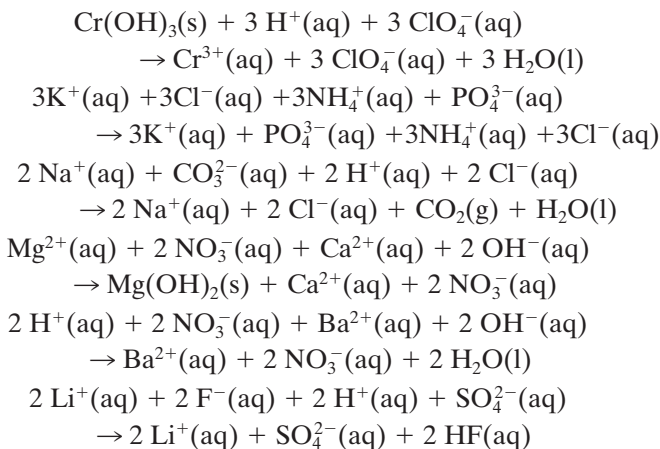 Cr(OH)₃(s) + 3 H⁺(aq) + 3 ClO₄⁻(aq)
→ Cr³⁺(aq) + 3 ClO₄⁻(aq) + 3 H₂O(l)
3K⁺(aq) +3Cl⁻(aq) +3NH₄⁺(aq) + PO₄³⁻(aq)
→ 3K⁺(aq) + PO₄³⁻(aq) +3NH₄⁺(aq) +3Cl⁻(aq)
2 Na⁺(aq) + CO₃²⁻(aq) + 2 H⁺(aq) + 2 Cl⁻(aq)
→ 2 Na⁺(aq) + 2 Cl⁻(aq) + CO₂(g) + H₂O(l)
Mg²⁺(aq) + 2 NO₃⁻(aq) + Ca²⁺(aq) + 2 OH⁻(aq)
→ Mg(OH)₂(s) + Ca²⁺(aq) + 2 NO₃⁻(aq)
2 H⁺(aq) + 2 NO₃⁻(aq) + Ba²⁺(aq) + 2 OH⁻(aq)
→ Ba²⁺(aq) + 2 NO₃⁻(aq) + 2 H₂O(l)
2 Li⁺(aq) + 2 F⁻(aq) + 2 H⁺(aq) + SO₄²⁻(aq)
→ 2 Li⁺(aq) + SO₄²⁻(aq) + 2 HF(aq)